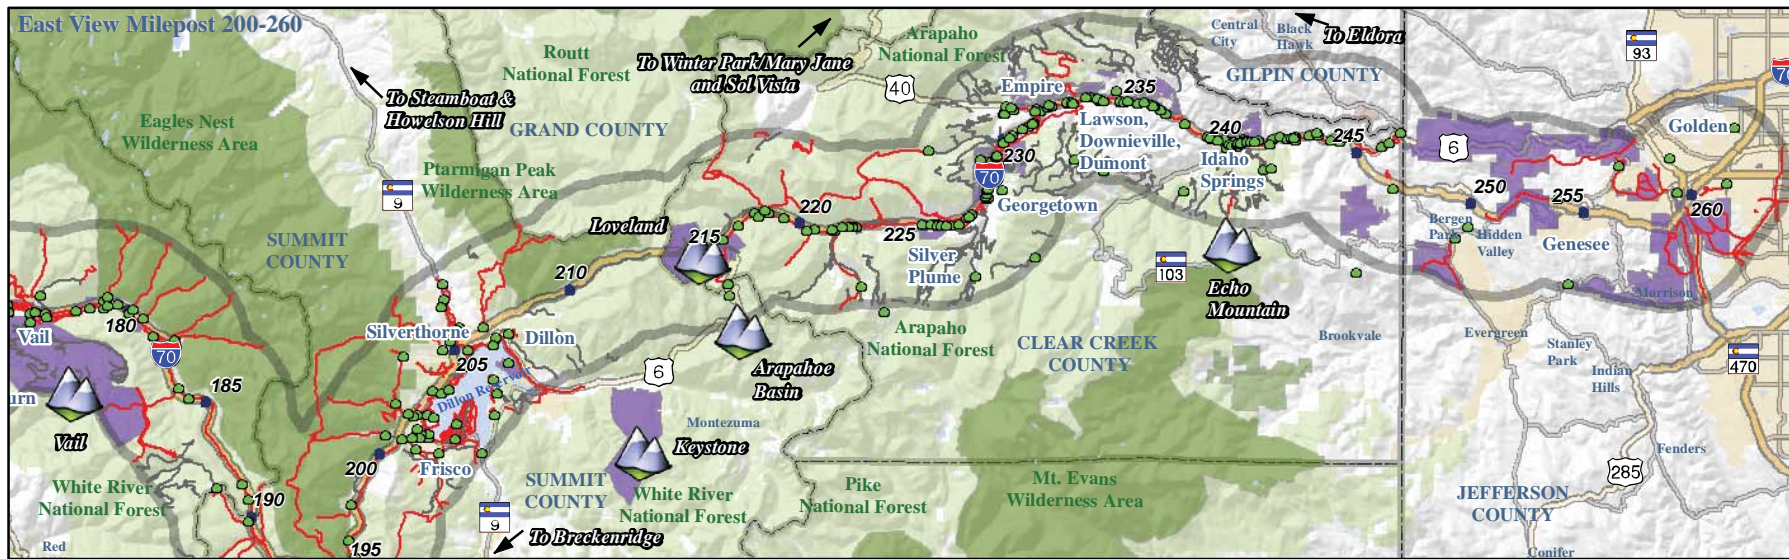 East View Milepost 200-260
To Steamboat &
Howelson Hill
Routt
National Forest
To Winter Park/Mary Jane
and Sol Vista
Arapaho
National Forest
Central
City
Black
Hawk
To Eldora
93
70
40
GILPIN COUNTY
Empire
235
Eagles Nest
Wilderness Area
GRAND COUNTY
Lawson,
Downieville,
Dumont
240
245
6
Golden
Ptarmigan Peak
Wilderness Area
9
230
70
Idaho
Springs
Georgetown
250
255
260
Loveland
215
220
225
Silver
Plume
Bergen
Park
Hidden
Valley
Genesee
SUMMIT
COUNTY
210
103
Echo
Mountain
Morrison
180
Vail
70
Silverthorne
Dillon
205
Dillon Reservoir
6
Arapahoe
Basin
Arapaho
National Forest
CLEAR CREEK
COUNTY
Brookvale
Evergreen
Stanley
Park
Indian
Hills
470
185
urn
Vail
Montezuma
Keystone
200
Frisco
Fenders
285
White River
National Forest
190
SUMMIT
COUNTY
White River
National Forest
Pike
National Forest
Mt. Evans
Wilderness Area
JEFFERSON
COUNTY
9
To Breckenridge
Red
195
Conifer